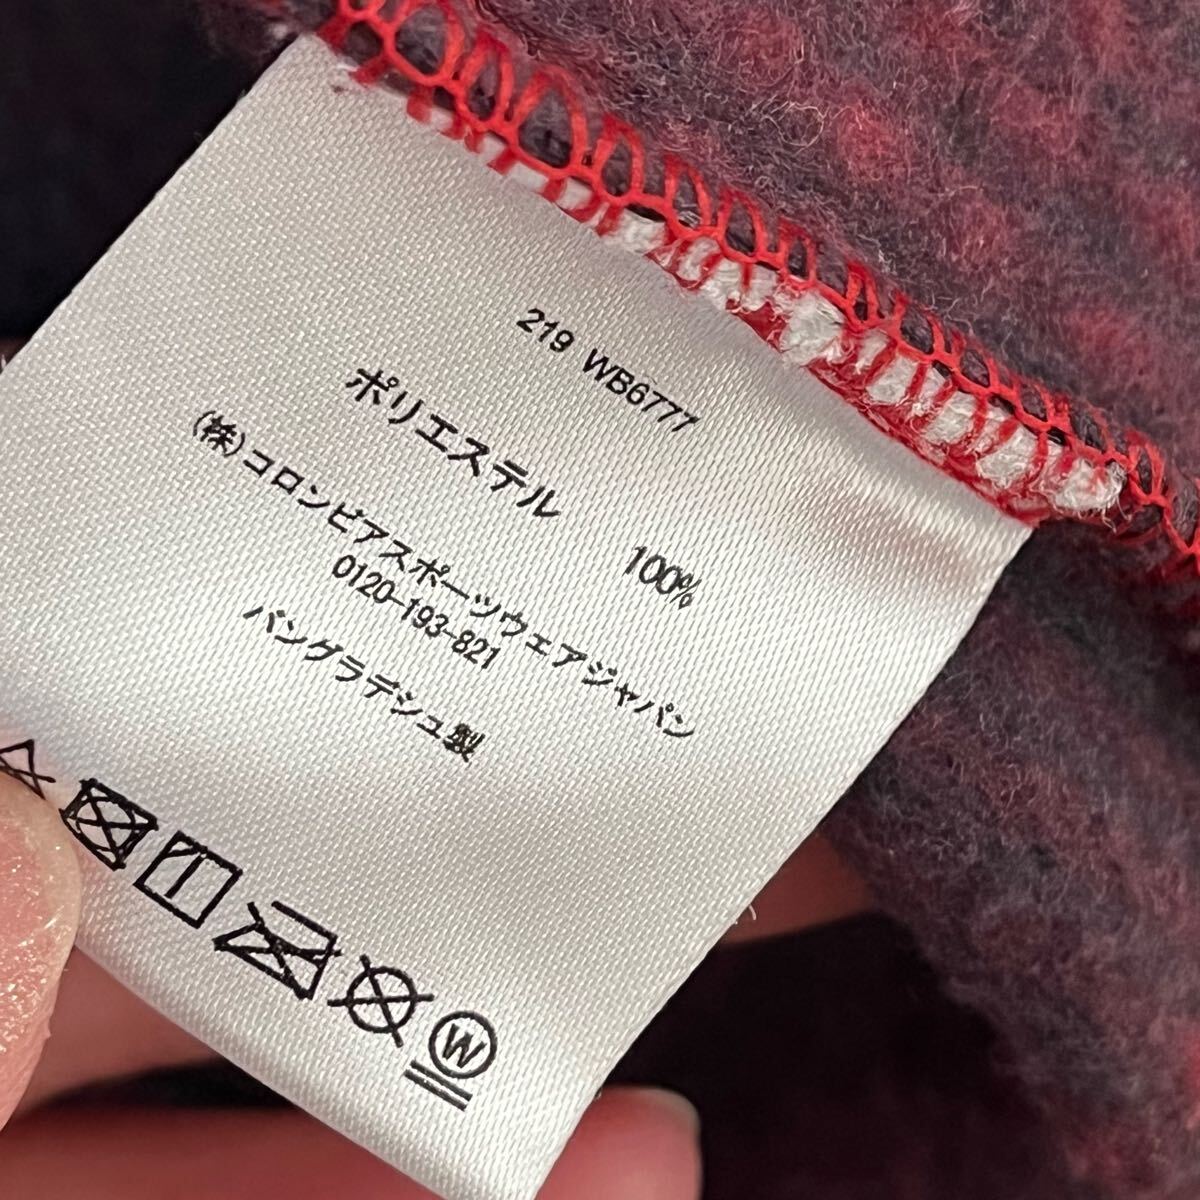 219 WB6777
ポリエステル 100%
(株)コロンビアスポーツウェアジャパン
0120-193-821
バングラデシュ製
W